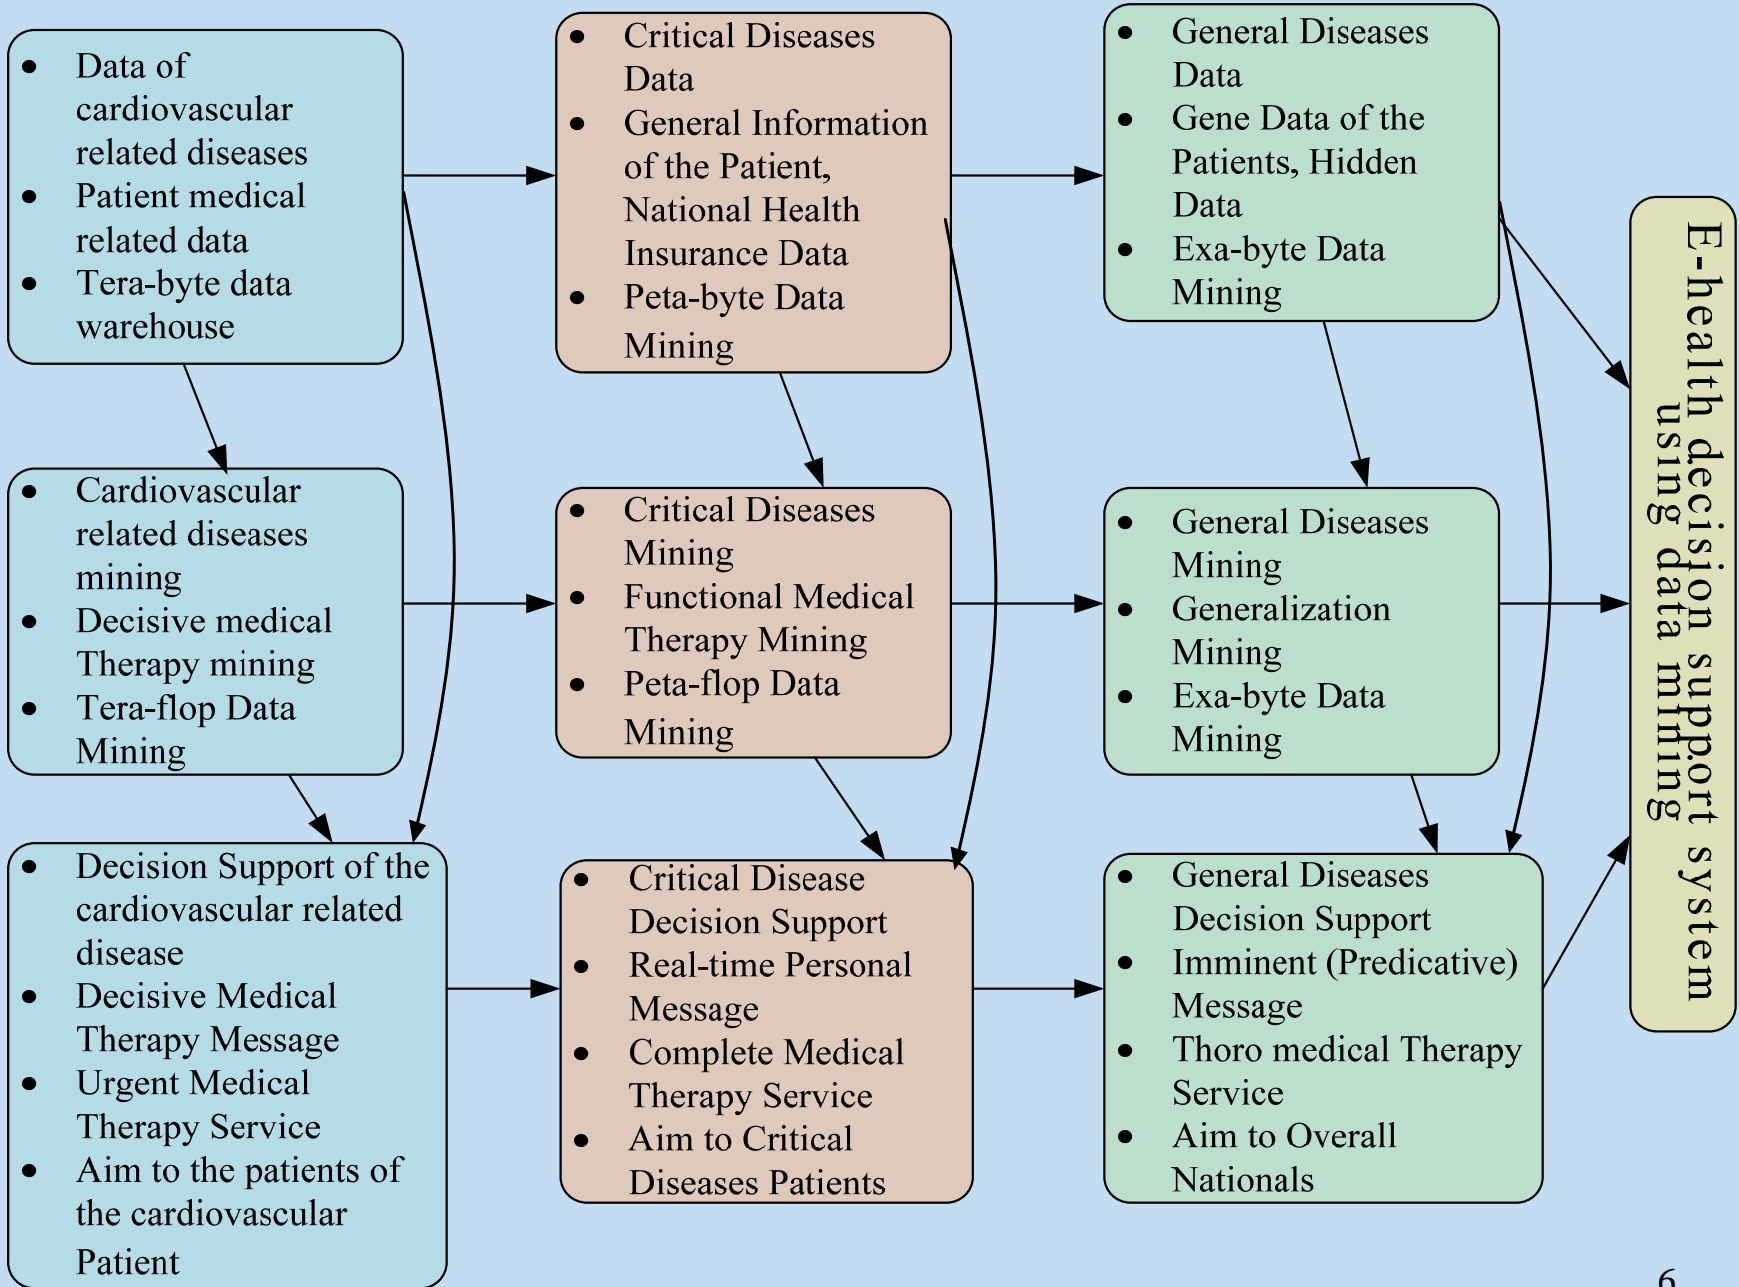 • Data of
cardiovascular
related diseases
• Patient medical
related data
• Tera-byte data
warehouse
• Critical Diseases
Data
• General Information
of the Patient,
National Health
Insurance Data
• Peta-byte Data
Mining
• General Diseases
Data
• Gene Data of the
Patients, Hidden
Data
• Exa-byte Data
Mining
• Cardiovascular
related diseases
mining
• Decisive medical
Therapy mining
• Tera-flop Data
Mining
• Critical Diseases
Mining
• Functional Medical
Therapy Mining
• Peta-flop Data
Mining
• General Diseases
Mining
• Generalization
Mining
• Exa-byte Data
Mining
• Decision Support of the
cardiovascular related
disease
• Decisive Medical
Therapy Message
• Urgent Medical
Therapy Service
• Aim to the patients of
the cardiovascular
Patient
• Critical Disease
Decision Support
• Real-time Personal
Message
• Complete Medical
Therapy Service
• Aim to Critical
Diseases Patients
• General Diseases
Decision Support
• Imminent (Predicative)
Message
• Thoro medical Therapy
Service
• Aim to Overall
Nationals
E-health decision support system
using data mining
6